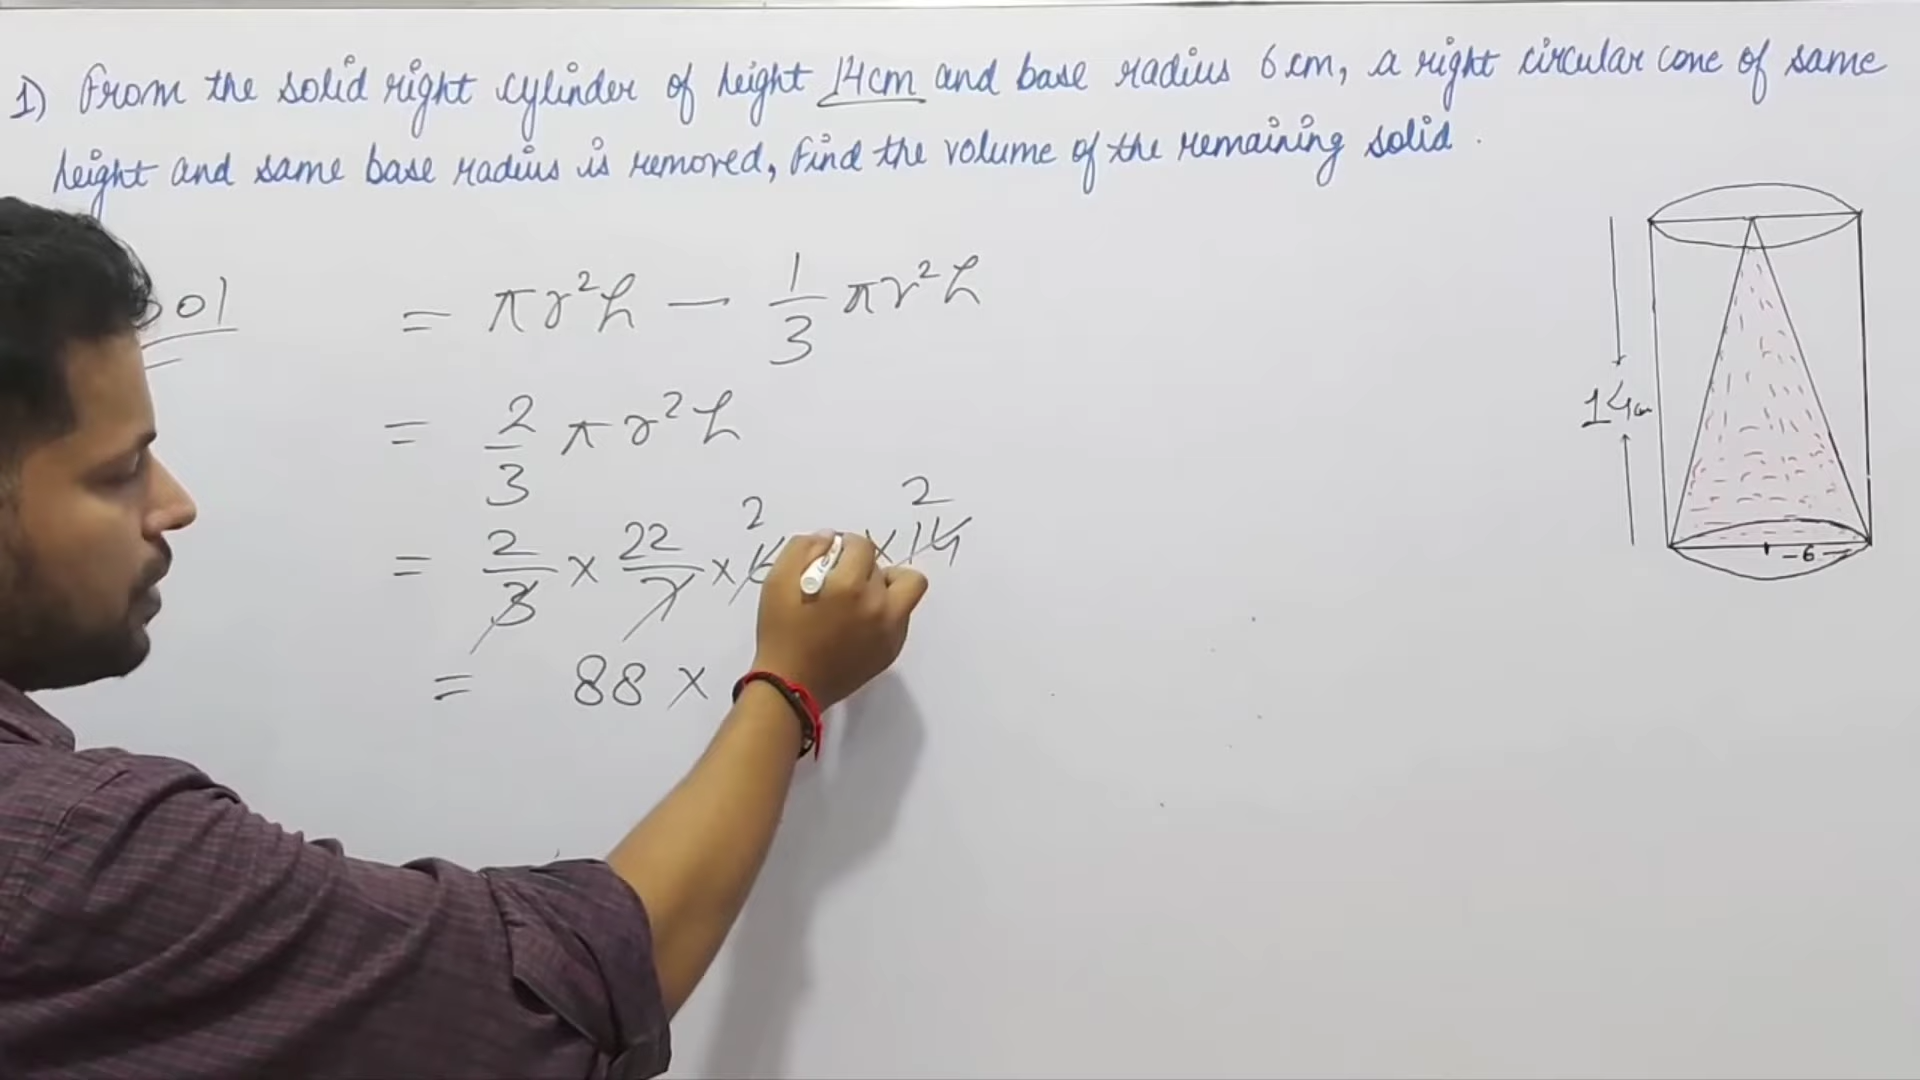 1) From the solid right cylinder of height 14cm and base radius 6 cm, a right circular cone of same
height and same base radius is removed, Find the volume of the remaining solid.
= πr²h − 1/3 πr²h
= 2/3 πr²h
= 2/3 × 22/7 × 6 × 14
2 2
= 88 ×
14cm
-6-